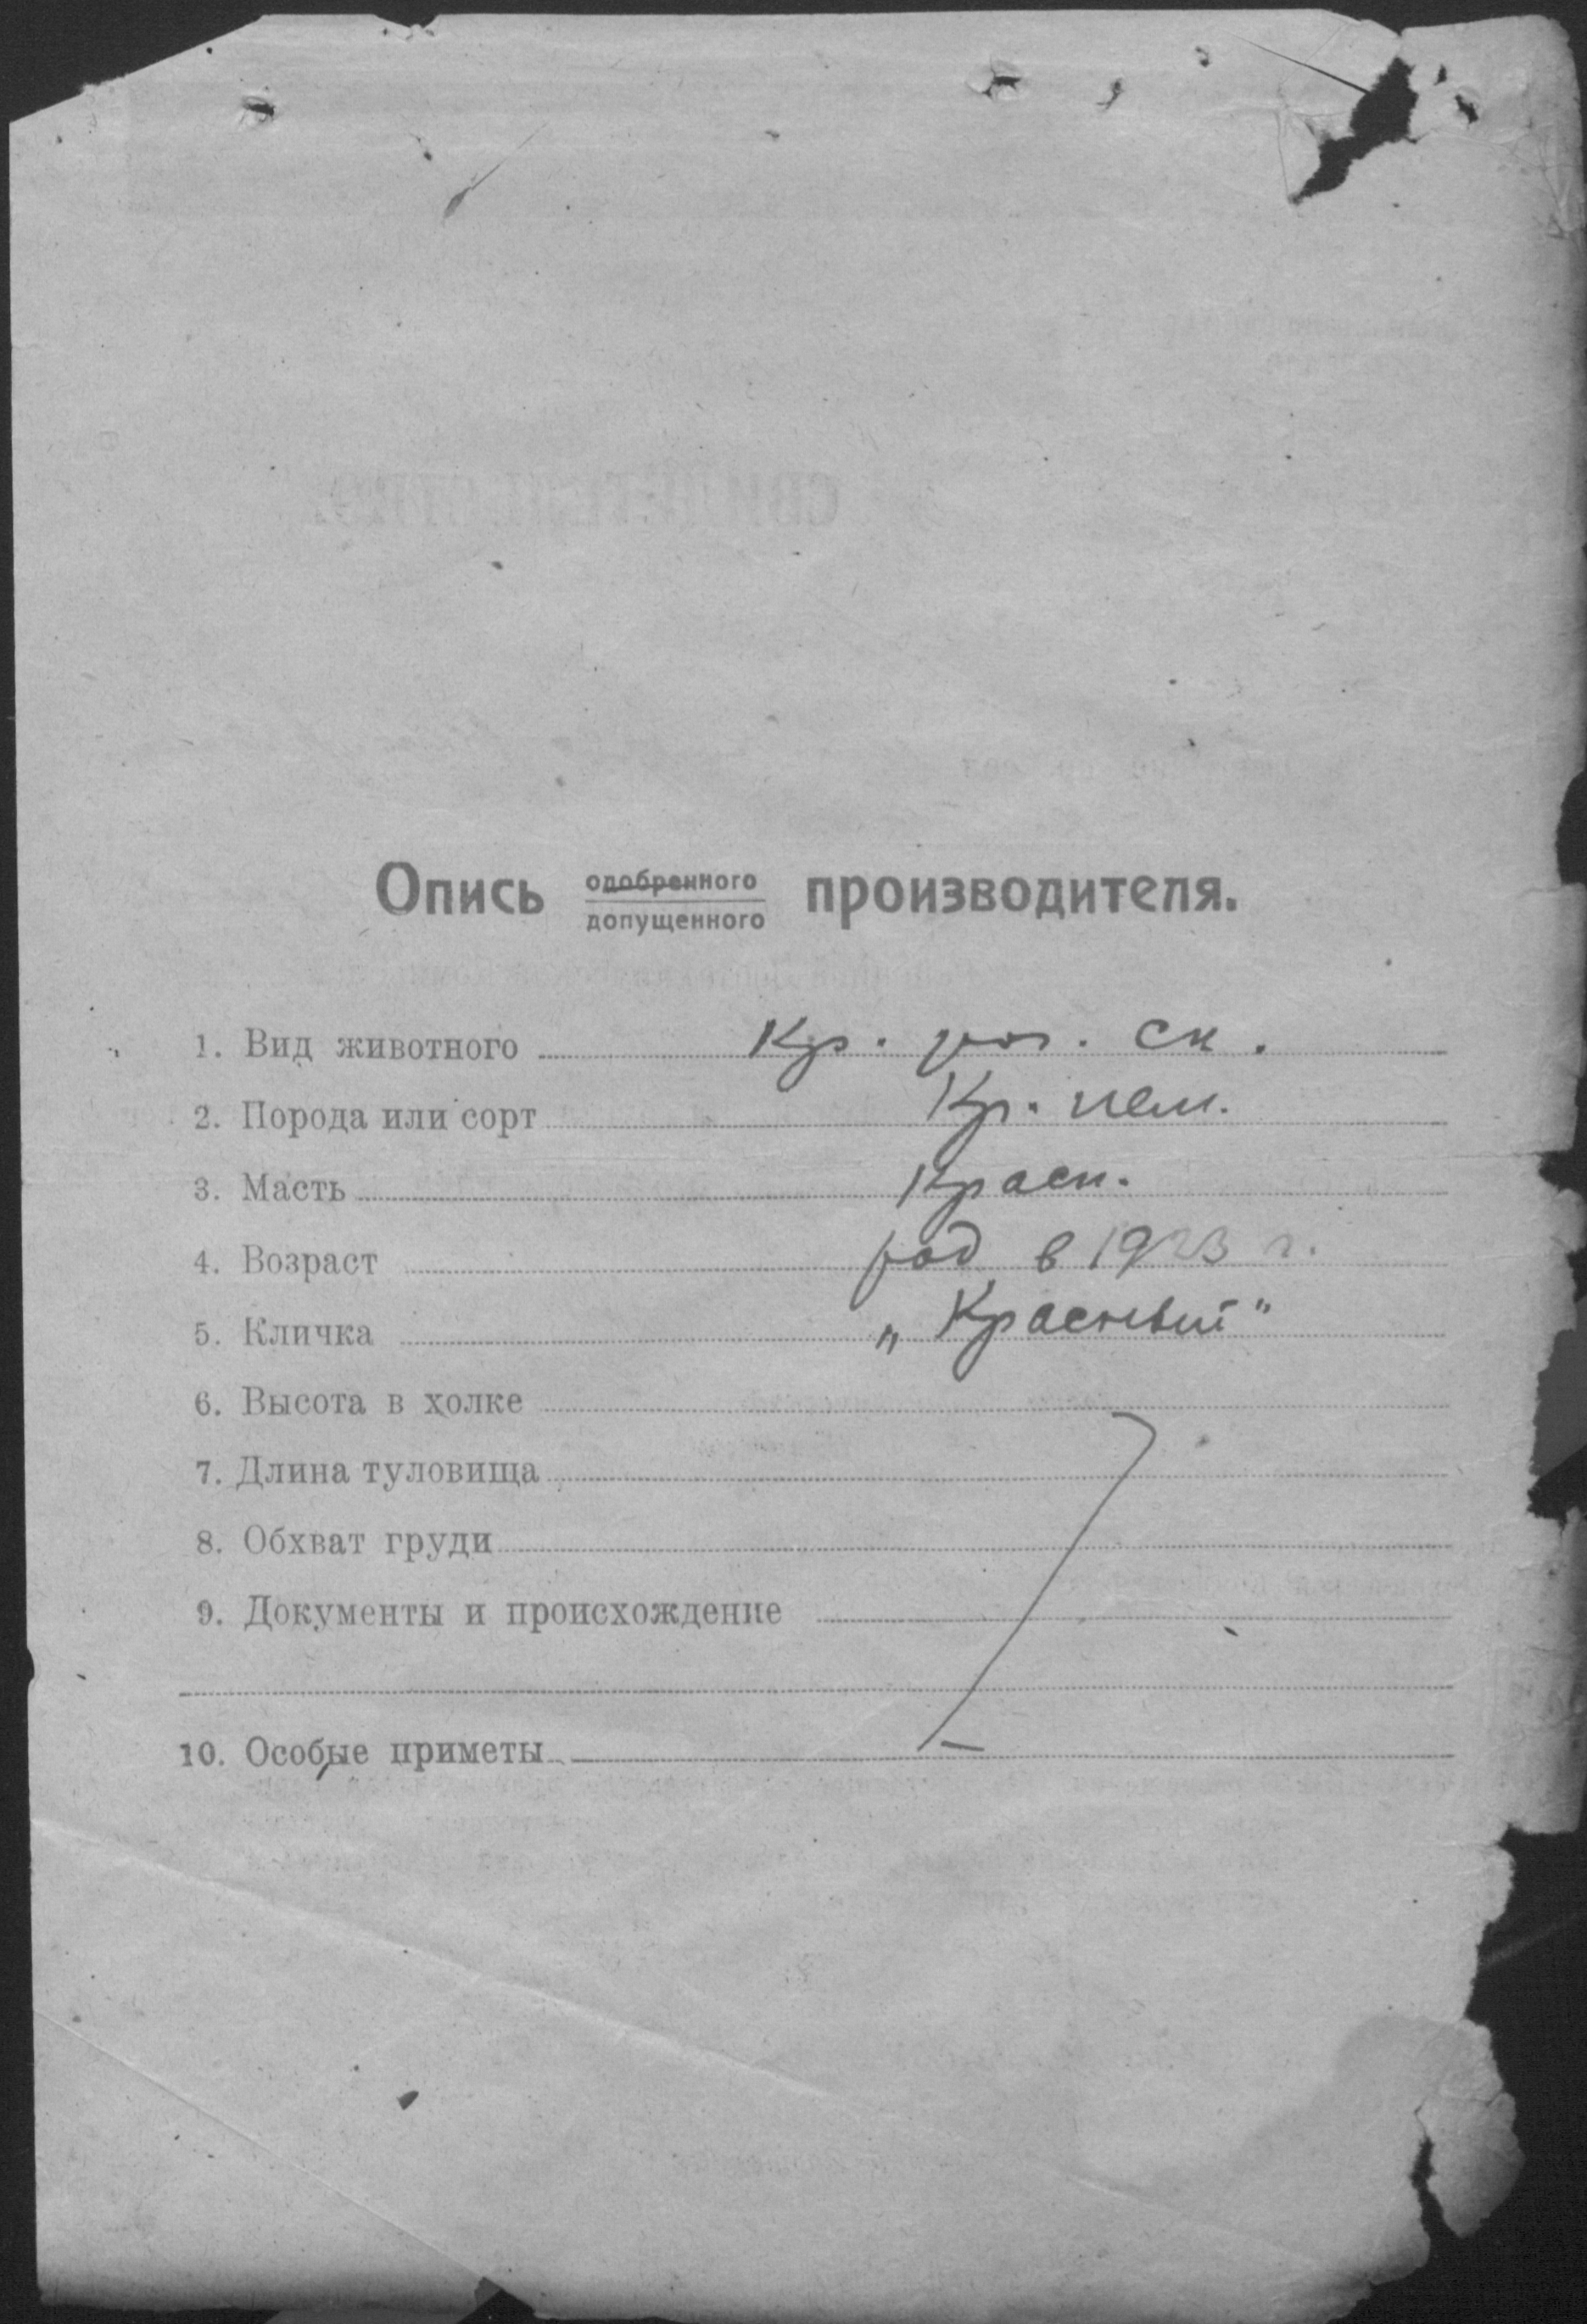 Опись одобренного производителя.
допущенного
1. Вид животного Кр. рог. ск.
2. Порода или сорт Кр. нем.
3. Масть Красн.
4. Возраст род. в 1923 г.
5. Кличка „Красный"
6. Высота в холке
7. Длина туловища
8. Обхват груди
9. Документы и происхождение
10. Особые приметы